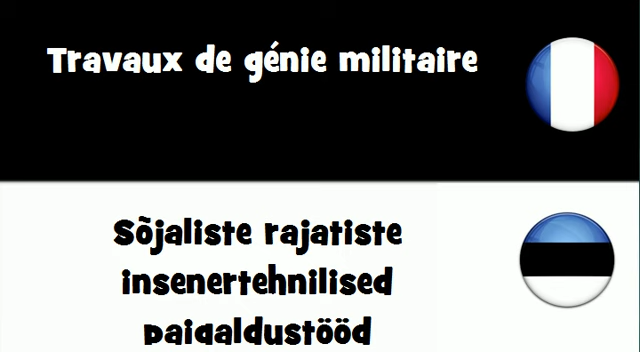 Travaux de génie militaire
Sõjaliste rajatiste
insenertehnilised
paigaldustööd